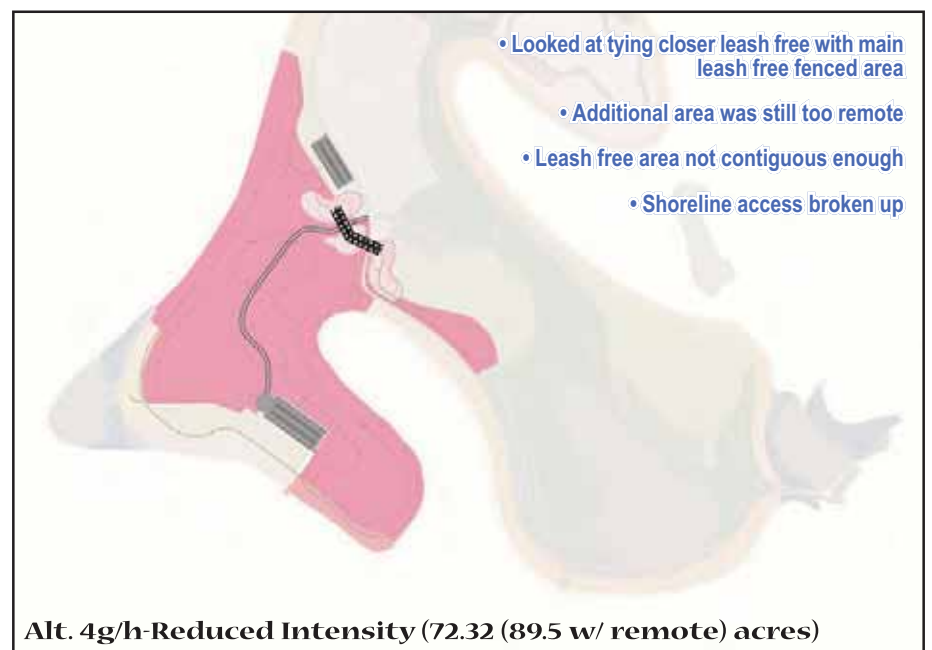 • Looked at tying closer leash free with main
leash free fenced area
• Additional area was still too remote
• Leash free area not contiguous enough
• Shoreline access broken up
Alt. 4g/h-Reduced Intensity (72.32 (89.5 w/ remote) acres)